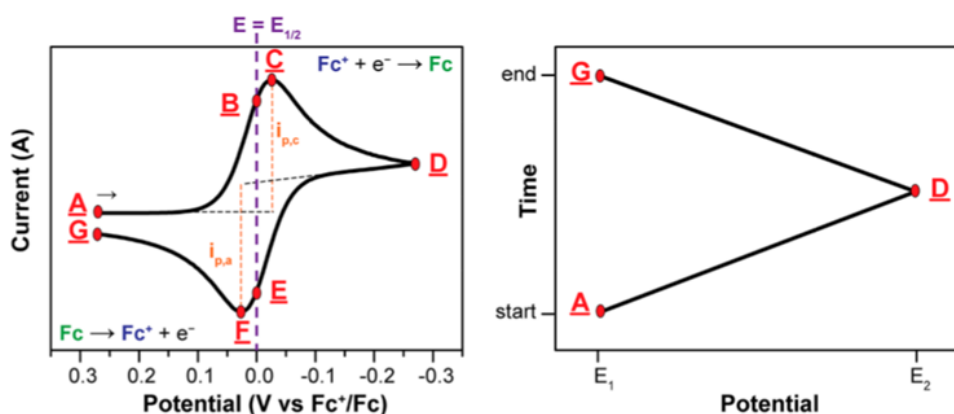 E = E1/2
C
Fc⁺ + e⁻ → Fc
B
ip,c
D
A →
G
ip,a
E
F
Fc → Fc⁺ + e⁻
Current (A)
0.3 0.2 0.1 0.0 -0.1 -0.2 -0.3
Potential (V vs Fc⁺/Fc)
end
G
D
Time
A
start
E1 E2
Potential